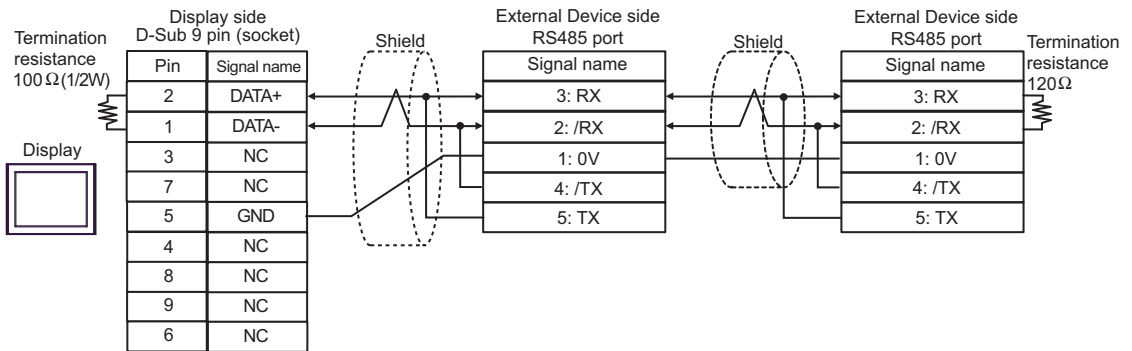 Display side
D-Sub 9 pin (socket)
Termination
resistance
100Ω(1/2W)
Pin Signal name
2 DATA+
1 DATA-
3 NC
7 NC
5 GND
4 NC
8 NC
9 NC
6 NC
Display
Shield
External Device side
RS485 port
Signal name
3: RX
2: /RX
1: 0V
4: /TX
5: TX
Shield
External Device side
RS485 port
Signal name
3: RX
2: /RX
1: 0V
4: /TX
5: TX
Termination
resistance
120Ω